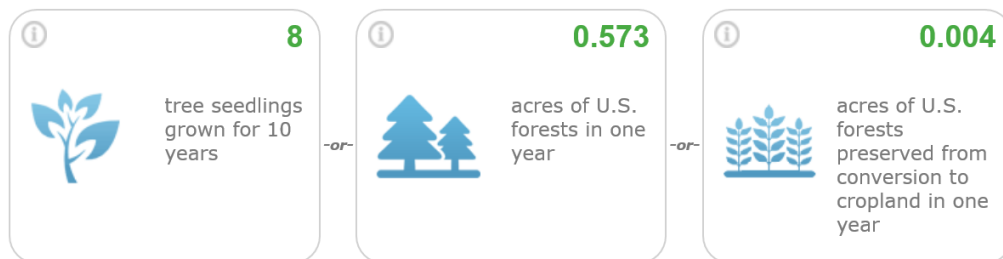 8
tree seedlings
grown for 10
years
-or-
0.573
acres of U.S.
forests in one
year
-or-
0.004
acres of U.S.
forests
preserved from
conversion to
cropland in one
year